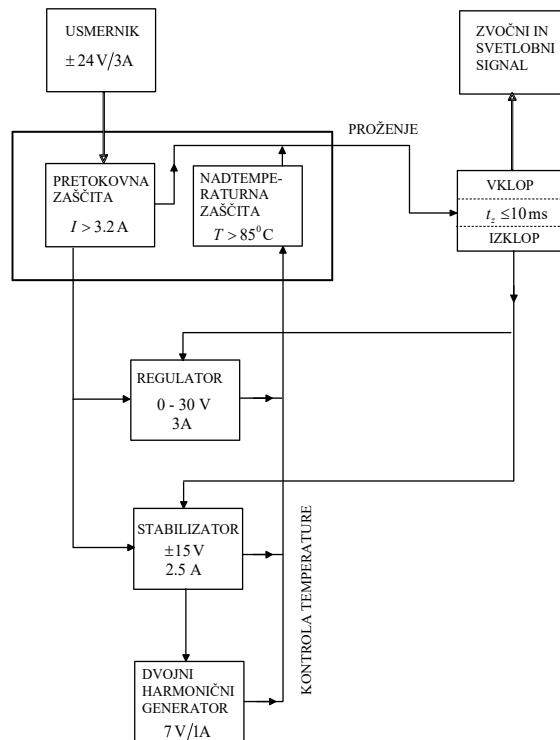 USMERNIK
± 24 V/3A
ZVOČNI IN
SVETLOBNI
SIGNAL
PROŽENJE
PRETOKOVNA
ZAŠČITA
I > 3.2 A
NADTEMPE-
RATURNA
ZAŠČITA
T > 85⁰ C
VKLOP
t_z ≤ 10 ms
IZKLOP
REGULATOR
0 - 30 V
3A
STABILIZATOR
±15 V
2.5 A
KONTROLA TEMPERATURE
DVOJNI
HARMONIČNI
GENERATOR
7 V/1A